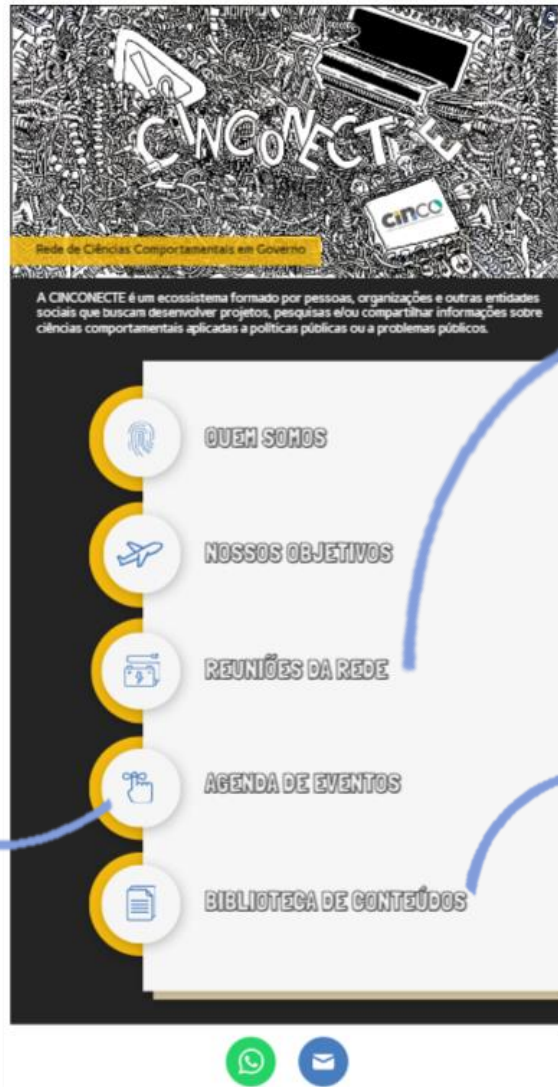 CINCONECTE
cinco
Rede de Ciências Comportamentais em Governo
A CINCONECTE é um ecossistema formado por pessoas, organizações e outras entidades
sociais que buscam desenvolver projetos, pesquisas e/ou compartilhar informações sobre
ciências comportamentais aplicadas a políticas públicas ou a problemas públicos.
QUEM SOMOS
NOSSOS OBJETIVOS
REUNIÕES DA REDE
AGENDA DE EVENTOS
BIBLIOTECA DE CONTEÚDOS